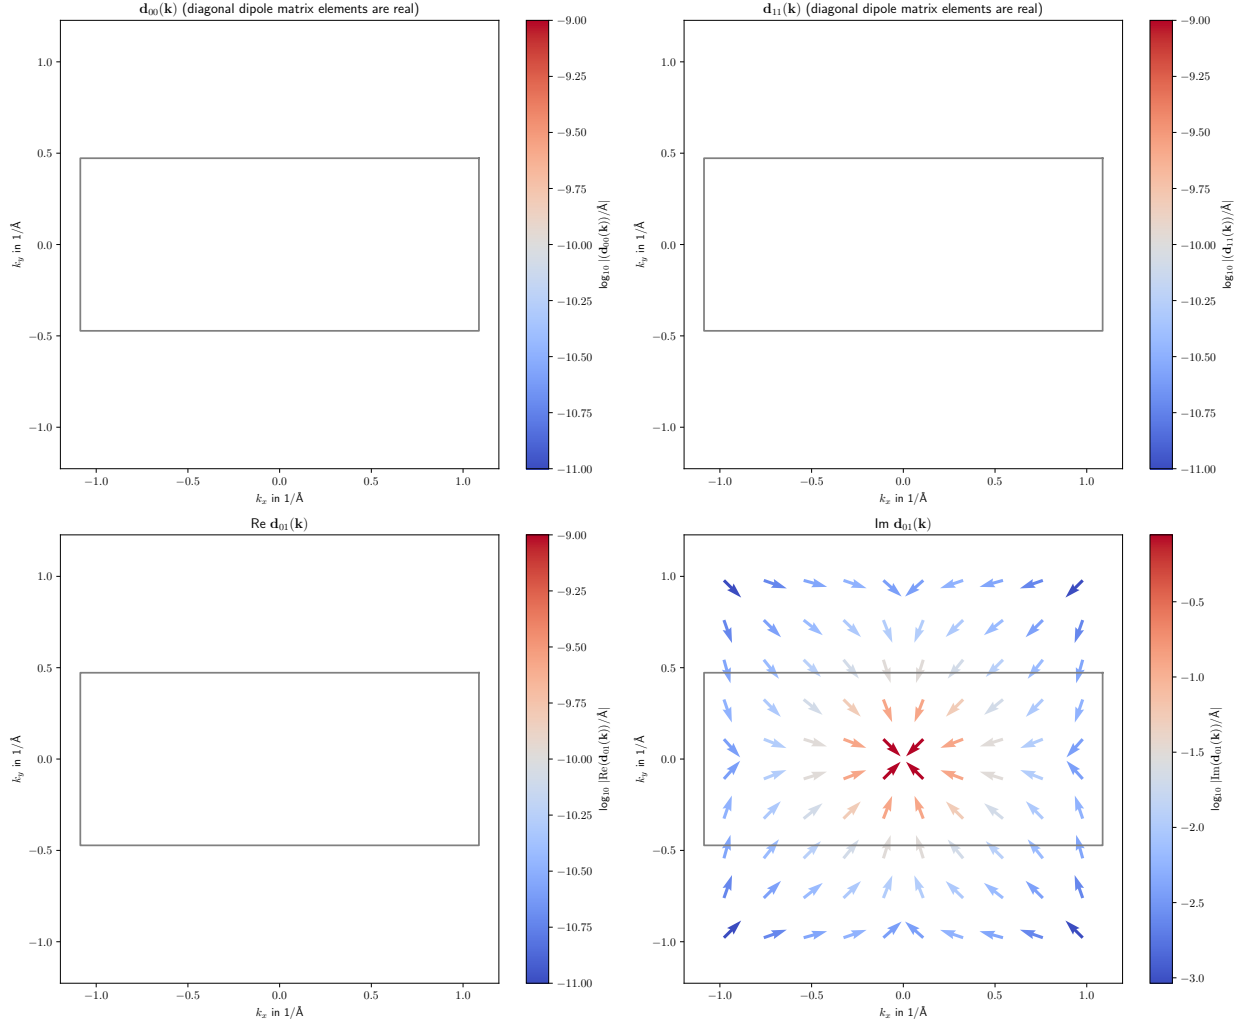 d₀₀(k) (diagonal dipole matrix elements are real)
1.0
0.5
0.0
−0.5
−1.0
k_y in 1/Å
−1.0 −0.5 0.0 0.5 1.0
k_x in 1/Å
−9.00
−9.25
−9.50
−9.75
−10.00
−10.25
−10.50
−10.75
−11.00
log₁₀ |(d₀₀(k))/Å|
d₁₁(k) (diagonal dipole matrix elements are real)
1.0
0.5
0.0
−0.5
−1.0
k_y in 1/Å
−1.0 −0.5 0.0 0.5 1.0
k_x in 1/Å
−9.00
−9.25
−9.50
−9.75
−10.00
−10.25
−10.50
−10.75
−11.00
log₁₀ |(d₁₁(k))/Å|
Re d₀₁(k)
1.0
0.5
0.0
−0.5
−1.0
k_y in 1/Å
−1.0 −0.5 0.0 0.5 1.0
k_x in 1/Å
−9.00
−9.25
−9.50
−9.75
−10.00
−10.25
−10.50
−10.75
−11.00
log₁₀ |Re(d₀₁(k))/Å|
Im d₀₁(k)
1.0
0.5
0.0
−0.5
−1.0
k_y in 1/Å
−1.0 −0.5 0.0 0.5 1.0
k_x in 1/Å
−0.5
−1.0
−1.5
−2.0
−2.5
−3.0
log₁₀ |Im(d₀₁(k))/Å|